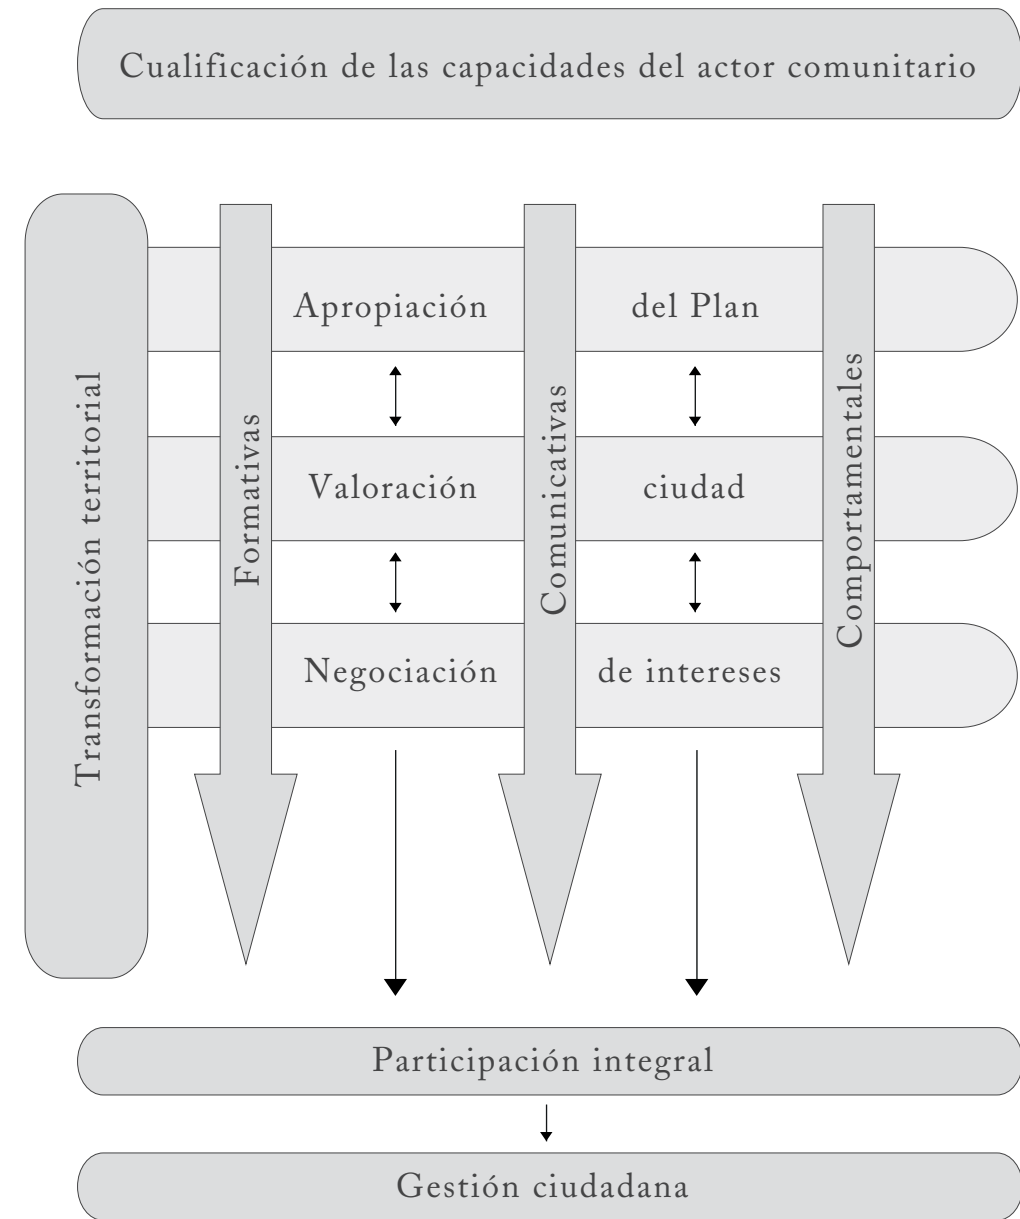 Cualificación de las capacidades del actor comunitario
Transformación territorial
Formativas
Comunicativas
Comportamentales
Apropiación del Plan
Valoración ciudad
Negociación de intereses
Participación integral
Gestión ciudadana